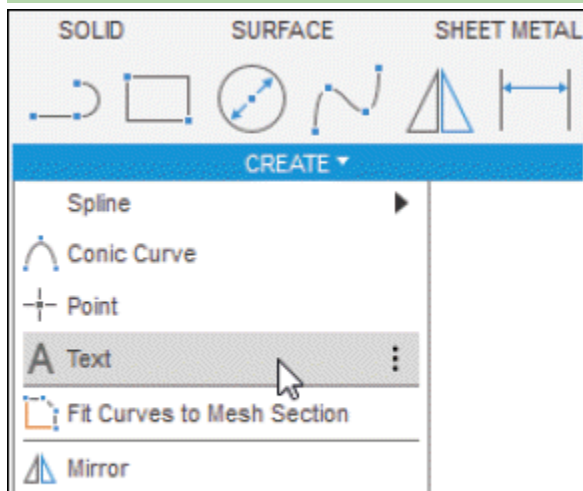 SOLID SURFACE SHEET METAL
CREATE
Spline
Conic Curve
Point
Text
Fit Curves to Mesh Section
Mirror